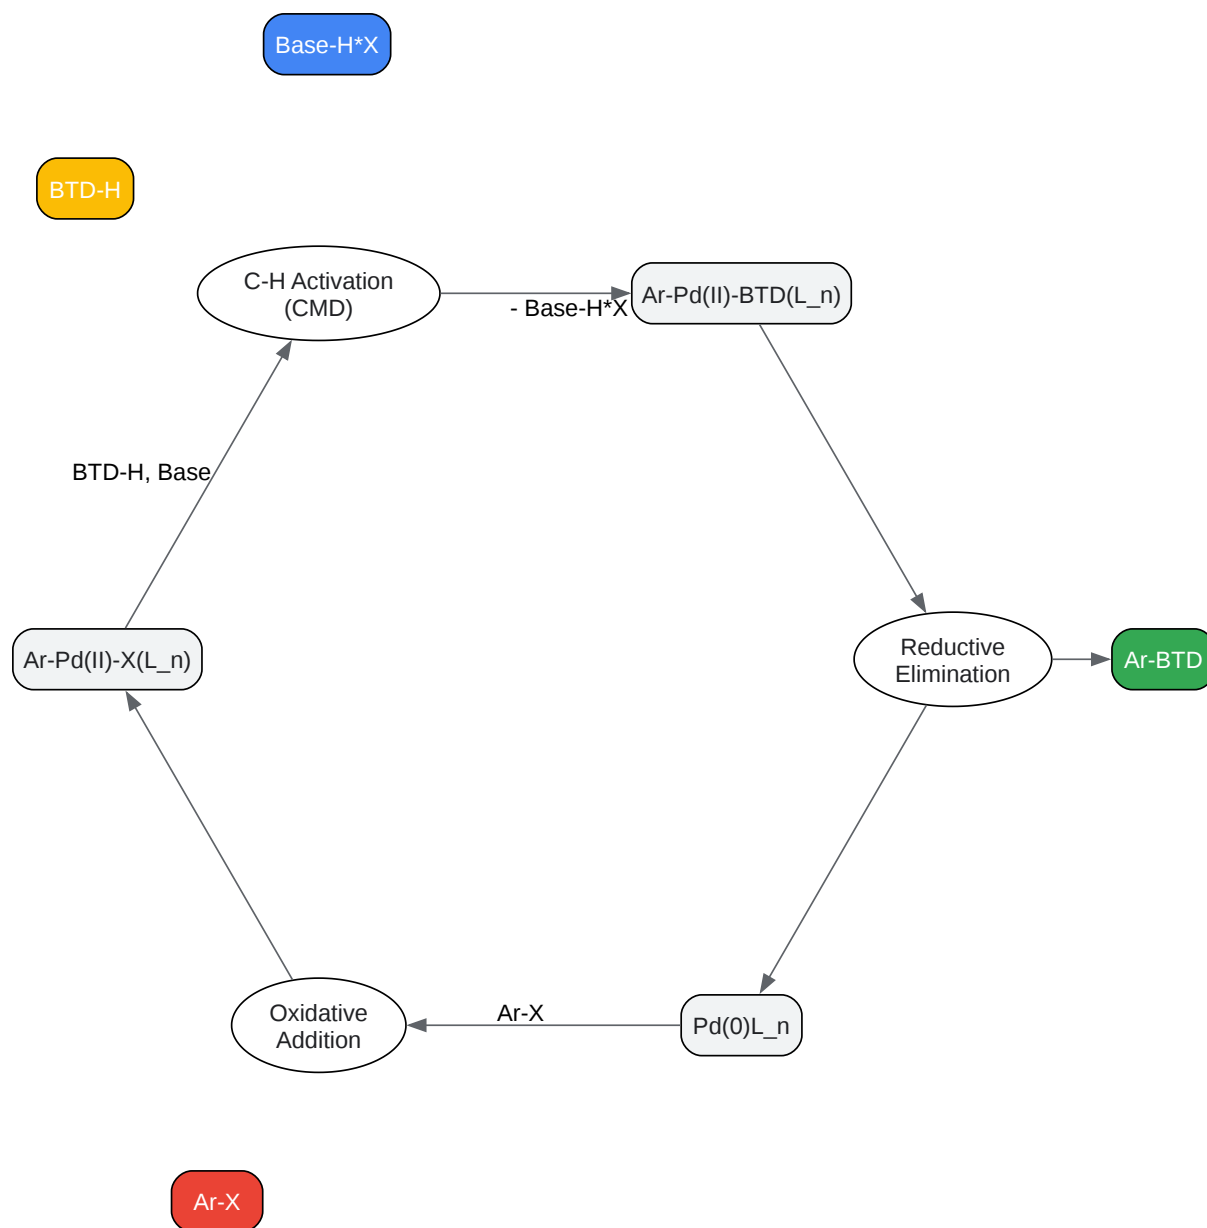 Base-H*X
BTD-H
C-H Activation
(CMD)
- Base-H*X
Ar-Pd(II)-BTD(L_n)
BTD-H, Base
Ar-Pd(II)-X(L_n)
Reductive
Elimination
Ar-BTD
Oxidative
Addition
Ar-X
Pd(0)L_n
Ar-X